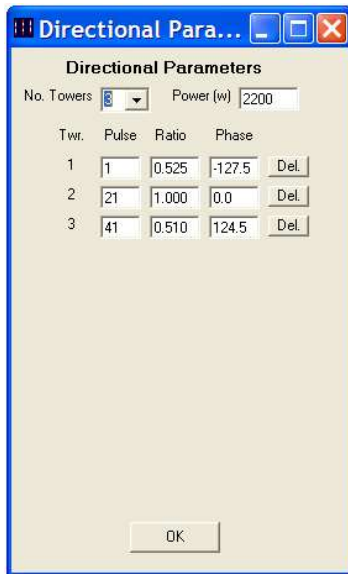 Directional Para...
Directional Parameters
No. Towers 3 Power (w) 2200
Twr. Pulse Ratio Phase
1 1 0.525 -127.5 Del.
2 21 1.000 0.0 Del.
3 41 0.510 124.5 Del.
OK